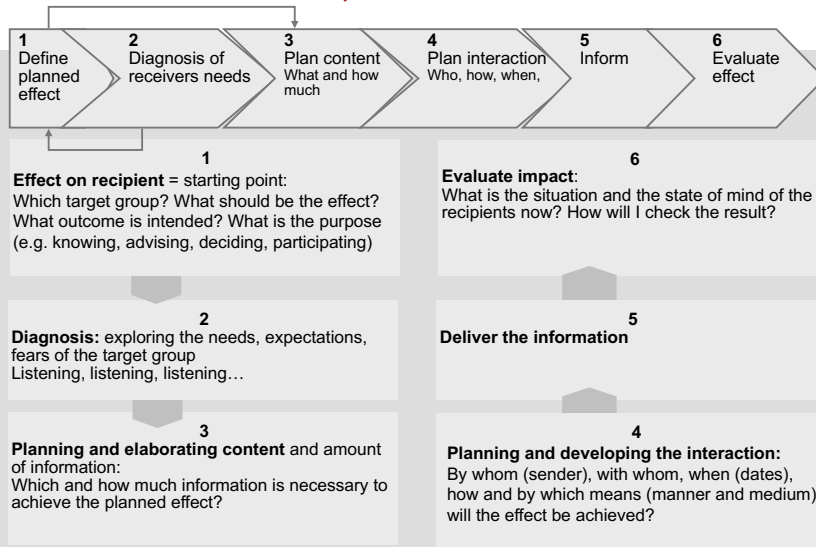 1
Define
planned
effect
2
Diagnosis of
receivers needs
3
Plan content
What and how
much
4
Plan interaction
Who, how, when,
5
Inform
6
Evaluate
effect
1
Effect on recipient = starting point:
Which target group? What should be the effect?
What outcome is intended? What is the purpose
(e.g. knowing, advising, deciding, participating)
2
Diagnosis: exploring the needs, expectations,
fears of the target group
Listening, listening, listening…
3
Planning and elaborating content and amount
of information:
Which and how much information is necessary to
achieve the planned effect?
6
Evaluate impact:
What is the situation and the state of mind of the
recipients now? How will I check the result?
5
Deliver the information
4
Planning and developing the interaction:
By whom (sender), with whom, when (dates),
how and by which means (manner and medium)
will the effect be achieved?